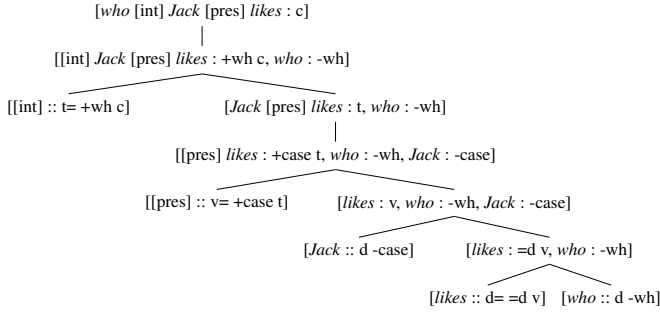 [who [int] Jack [pres] likes : c]
[[int] Jack [pres] likes : +wh c, who : -wh]
[[int] :: t= +wh c] [Jack [pres] likes : t, who : -wh]
[[pres] likes : +case t, who : -wh, Jack : -case]
[[pres] :: v= +case t] [likes : v, who : -wh, Jack : -case]
[Jack :: d -case] [likes : =d v, who : -wh]
[likes :: d= =d v] [who :: d -wh]